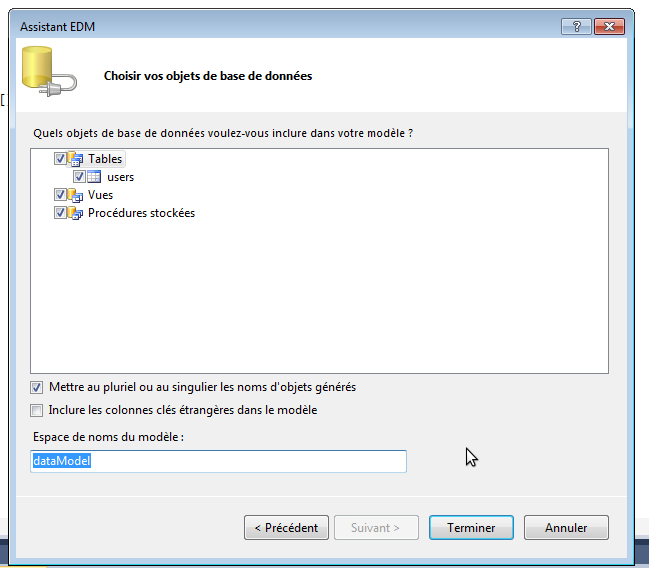 Assistant EDM
[
Choisir vos objets de base de données
Quels objets de base de données voulez-vous inclure dans votre modèle ?
Tables
users
Vues
Procédures stockées
Mettre au pluriel ou au singulier les noms d'objets générés
Inclure les colonnes clés étrangères dans le modèle
Espace de noms du modèle :
dataModel
< Précédent Suivant > Terminer Annuler